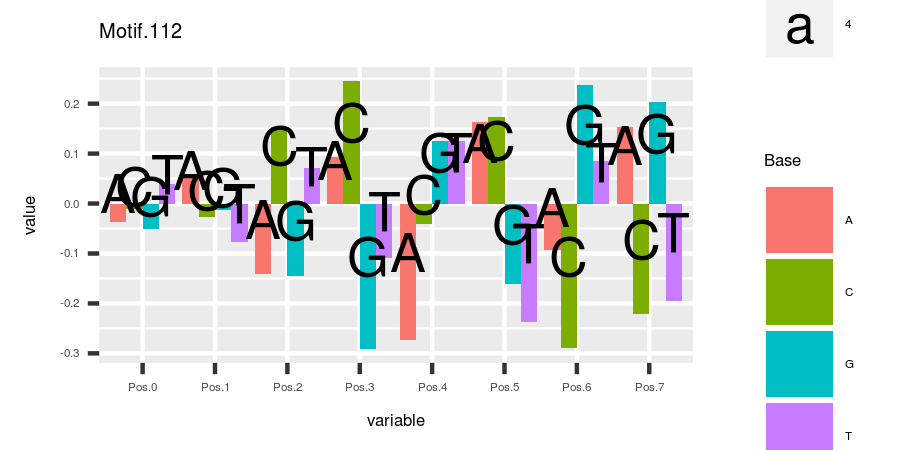 Motif.112
a 4
value
0.2
0.1
0.0
-0.1
-0.2
-0.3
A C G T A C G T A C G T A C G T A C G T A C G T A C G T A C G T
Pos.0 Pos.1 Pos.2 Pos.3 Pos.4 Pos.5 Pos.6 Pos.7
variable
Base
A
C
G
T